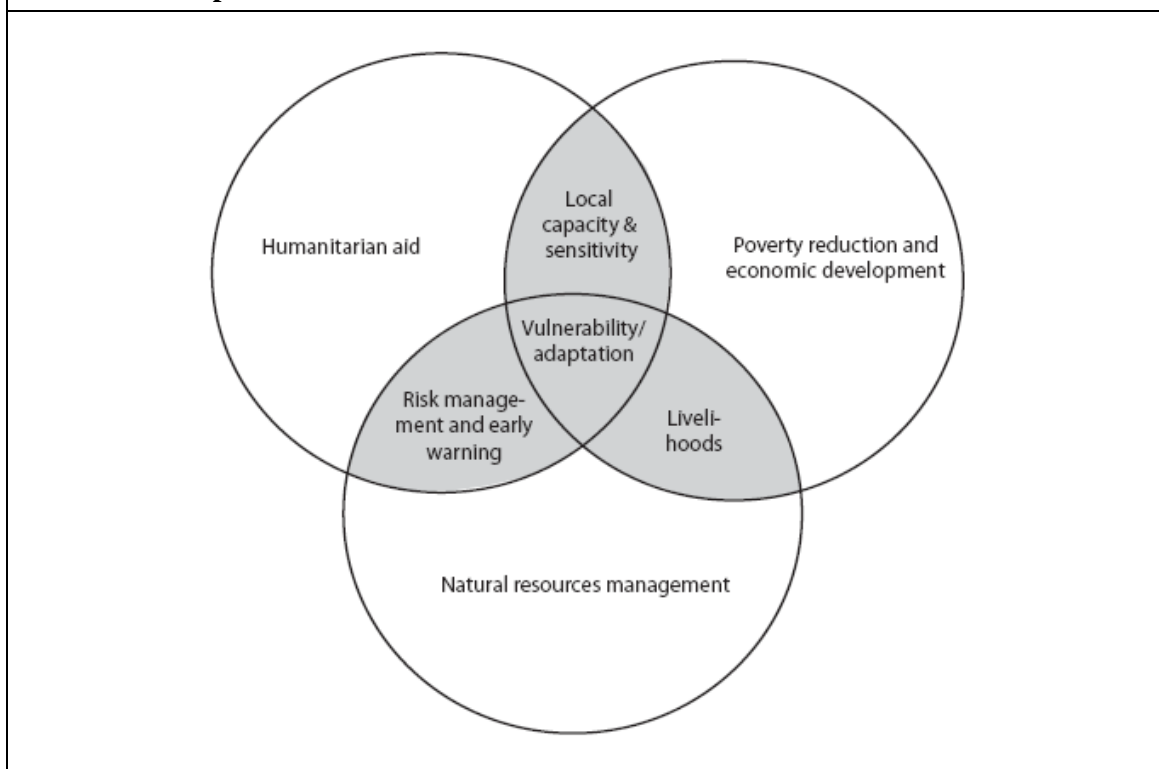 Local
capacity &
sensitivity
Humanitarian aid
Poverty reduction and
economic development
Vulnerability/
adaptation
Risk manage-
ment and early
warning
Liveli-
hoods
Natural resources management